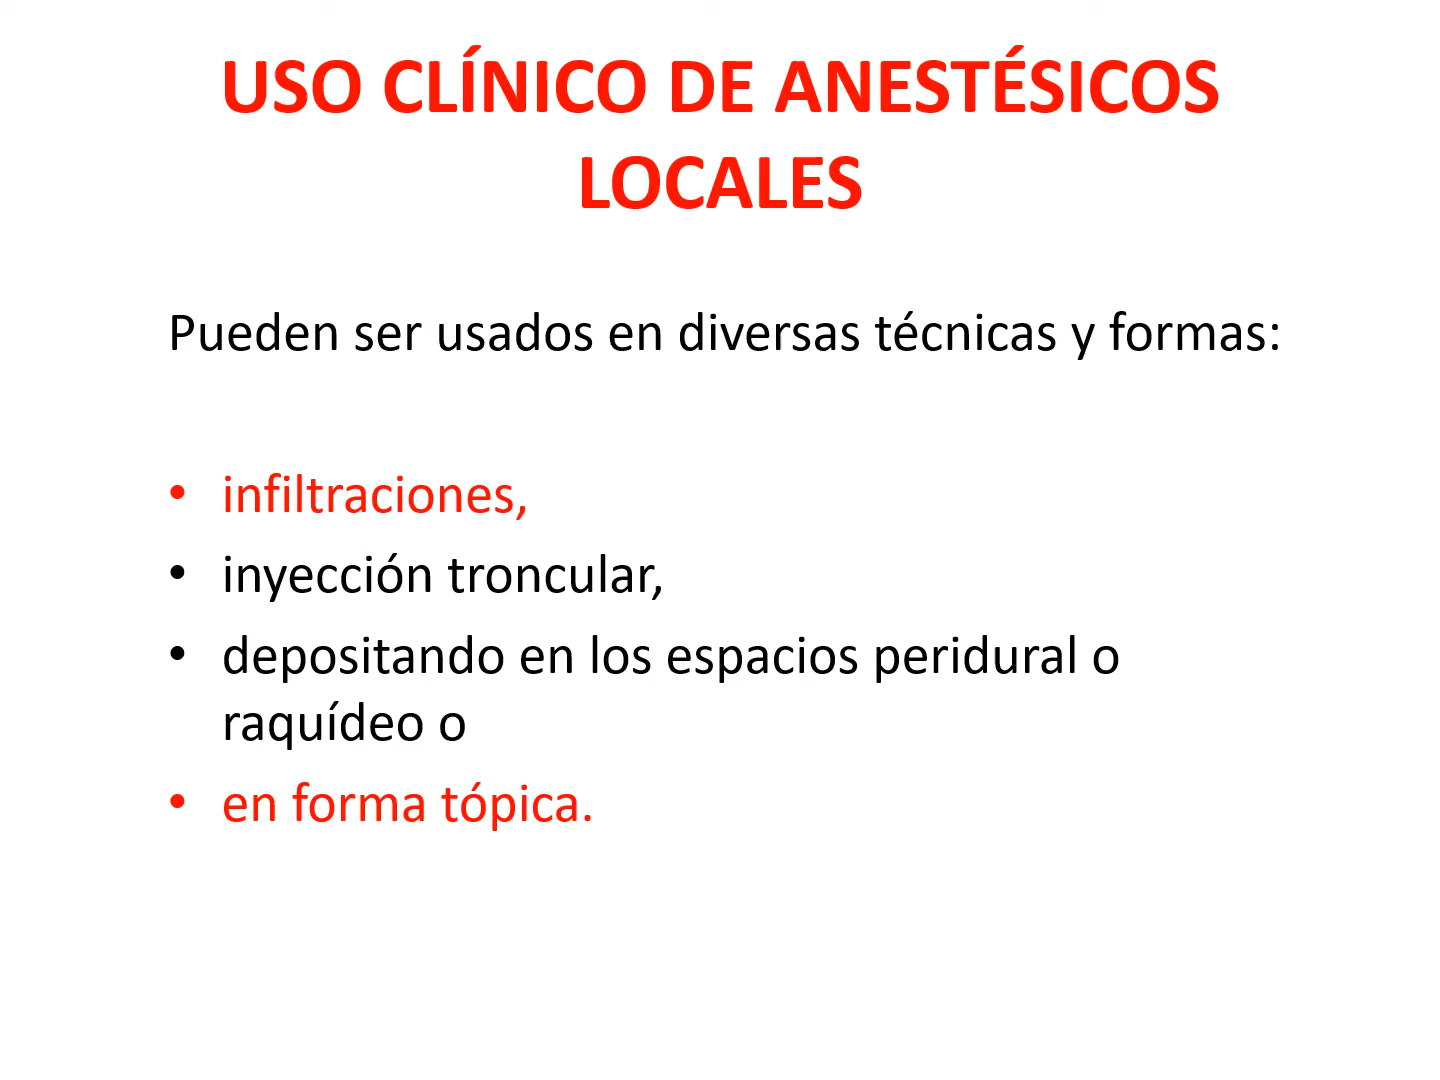 USO CLÍNICO DE ANESTÉSICOS
LOCALES
Pueden ser usados en diversas técnicas y formas:
• infiltraciones,
• inyección troncular,
• depositando en los espacios peridural o
raquídeo o
• en forma tópica.